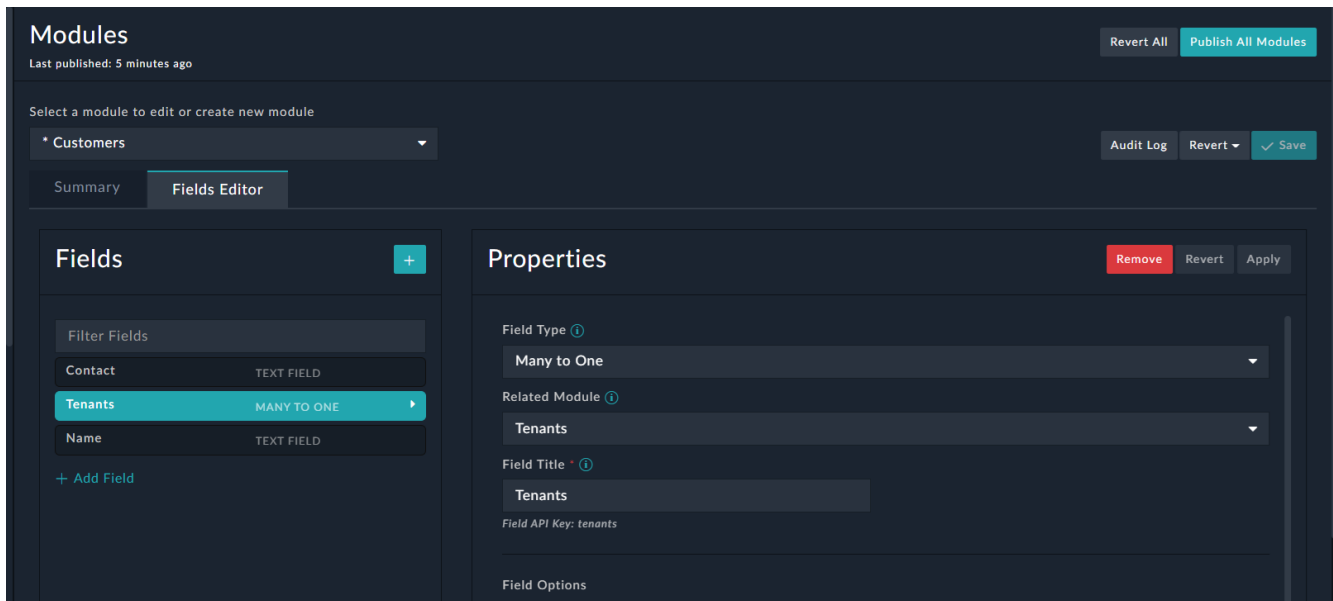 Modules
Revert All
Publish All Modules
Last published: 5 minutes ago
Select a module to edit or create new module
* Customers
Audit Log
Revert
Save
Summary
Fields Editor
Fields
+
Filter Fields
Contact TEXT FIELD
Tenants MANY TO ONE
Name TEXT FIELD
+ Add Field
Properties
Remove
Revert
Apply
Field Type
Many to One
Related Module
Tenants
Field Title *
Tenants
Field API Key: tenants
Field Options